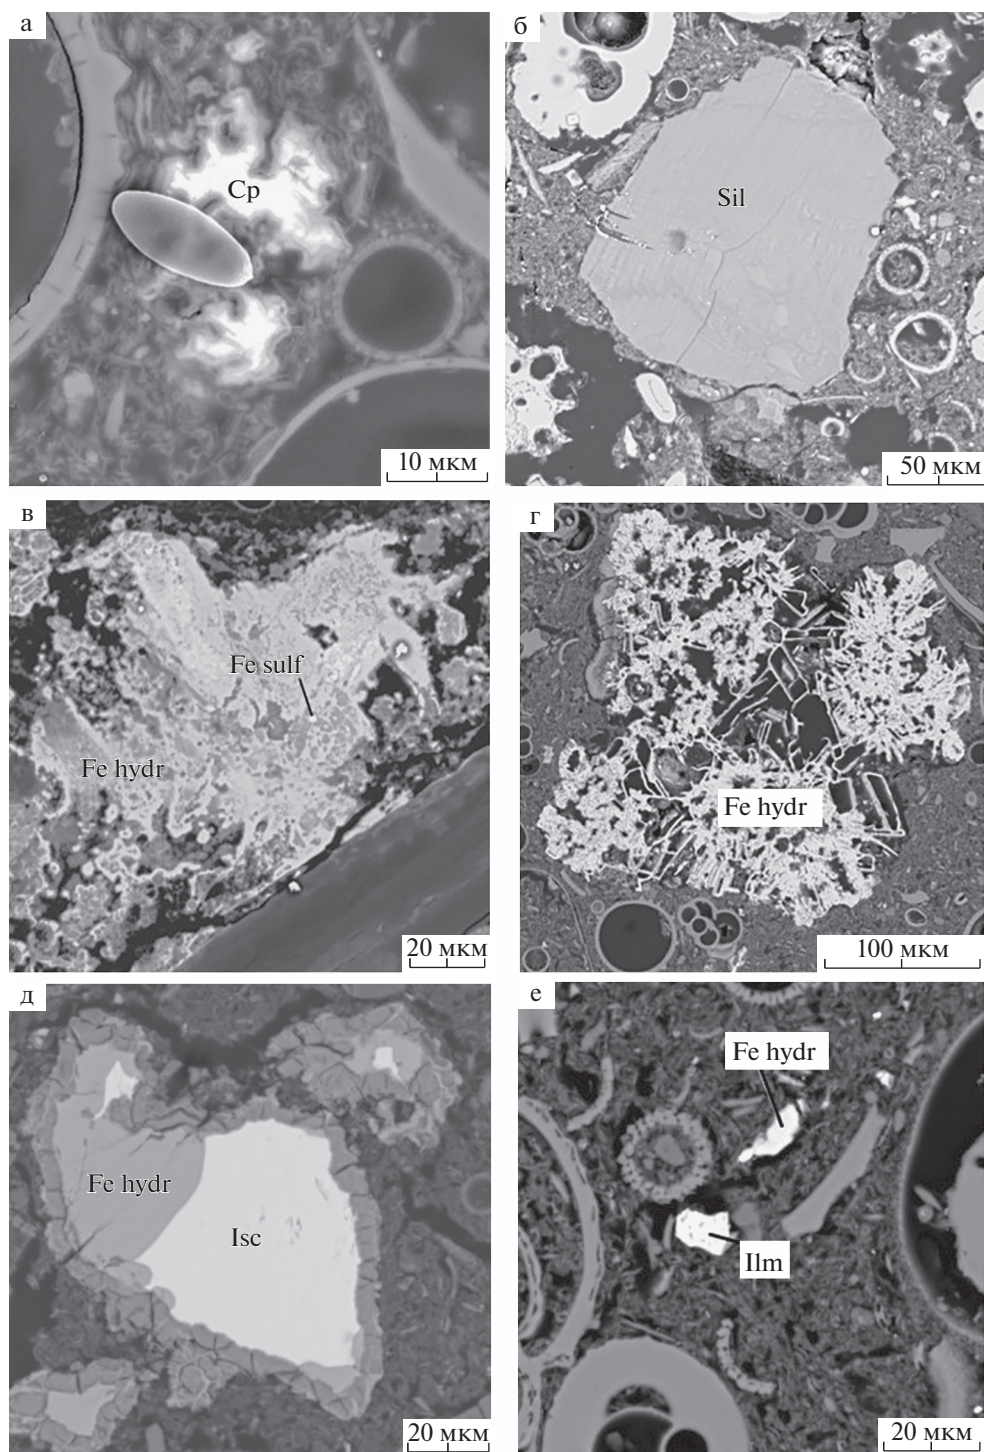 а
Cp
10 мкм
б
Sil
50 мкм
в
Fe sulf
Fe hydr
20 мкм
г
Fe hydr
100 мкм
д
Fe hydr
Isc
20 мкм
е
Fe hydr
Ilm
20 мкм